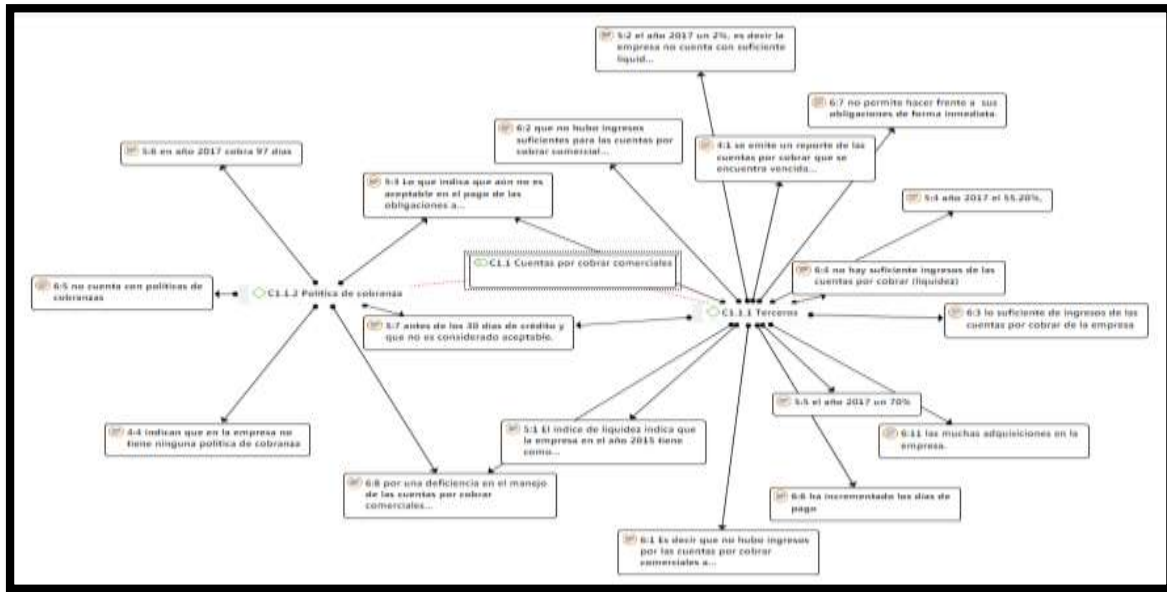 5:2 el año 2017 un 2%, es decir la
empresa no cuenta con suficiente
liquid...
6:7 no permite hacer frente a sus
obligaciones de forma inmediata.
6:2 que no hubo ingresos
suficientes para las cuentas por
cobrar comercial...
4:1 se emite un reporte de las
cuentas por cobrar que se
encuentra vencida...
5:6 en año 2017 cobra 97 días
5:3 Lo que indica que aún no es
aceptable en el pago de las
obligaciones a...
5:4 año 2017 el 55.20%,
C1.1 Cuentas por cobrar comerciales
6:4 no hay suficiente ingresos de las
cuentas por cobrar (liquidez)
6:5 no cuenta con políticas de
cobranzas
C1.1.2 Política de cobranza
C1.1.1 Terceros
6:3 lo suficiente de ingresos de las
cuentas por cobrar de la empresa
5:7 antes de los 30 días de crédito y
que no es considerado aceptable.
5:5 el año 2017 un 70%
4:4 indican que en la empresa no
tiene ninguna política de cobranza
5:1 El índice de liquidez indica que
la empresa en el año 2015 tiene
como...
6:11 las muchas adquisiciones en la
empresa.
6:8 por una deficiencia en el manejo
de las cuentas por cobrar
comerciales...
6:6 ha incrementado los días de
pago
6:1 Es decir que no hubo ingresos
por las cuentas por cobrar
comerciales a...